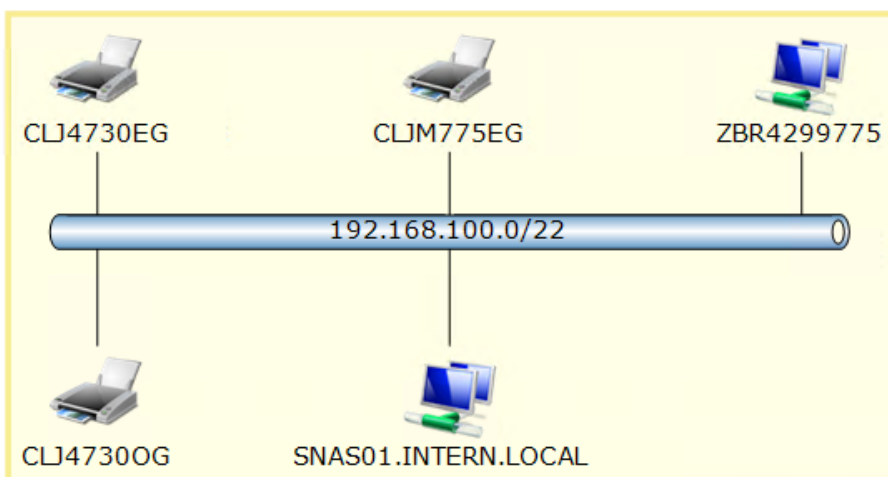 CLJ4730EG
CLJM775EG
ZBR4299775
192.168.100.0/22
CLJ4730OG
SNAS01.INTERN.LOCAL